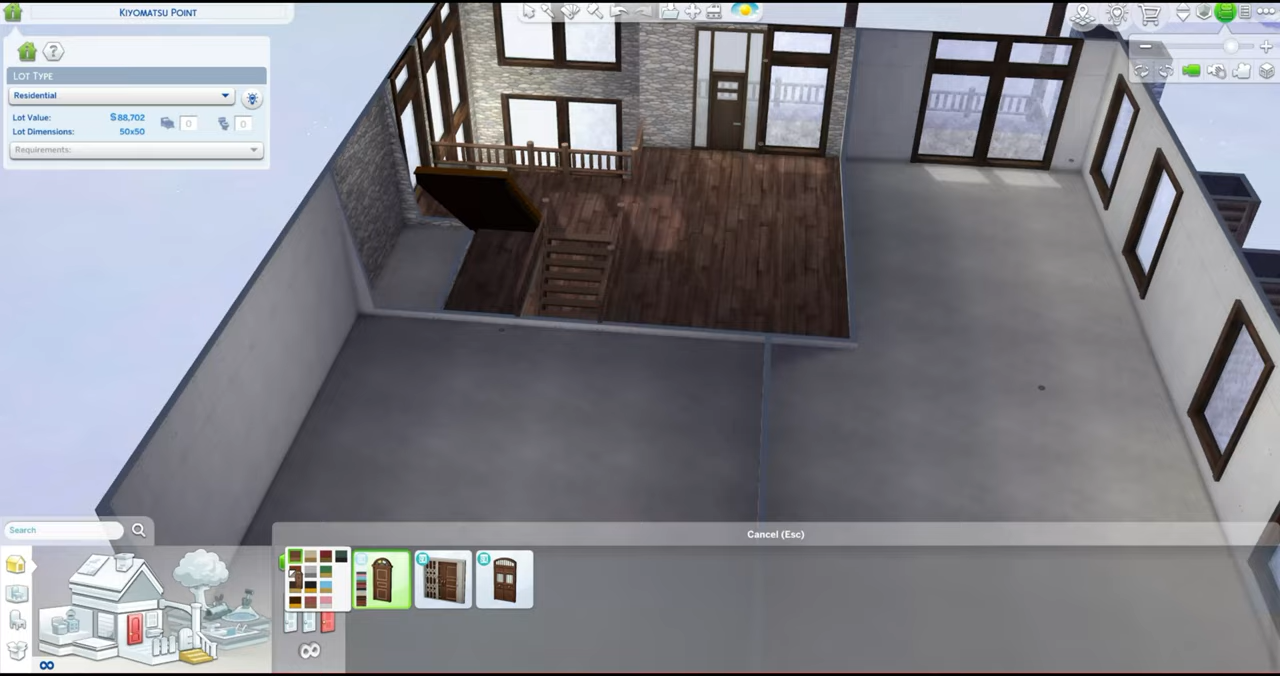 Kiyomatsu Point
Lot Type
Residential
Lot Value: §88,702
0
0
Lot Dimensions: 50x50
Requirements:
Search
Cancel (Esc)